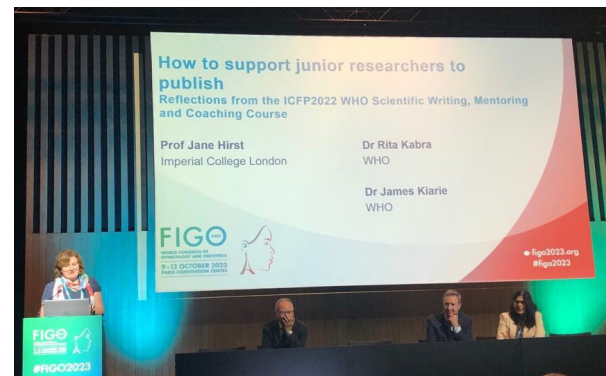 How to support junior researchers to
publish
Reflections from the ICFP2022 WHO Scientific Writing, Mentoring
and Coaching Course
Prof Jane Hirst
Imperial College London
Dr Rita Kabra
WHO
Dr James Kiarie
WHO
FIGO
WORLD CONGRESS OF
GYNECOLOGY AND OBSTETRICS
9–12 OCTOBER 2023
PARIS CONVENTION CENTRE
figo2023.org
#figo2023
FIGO
#FIGO2023